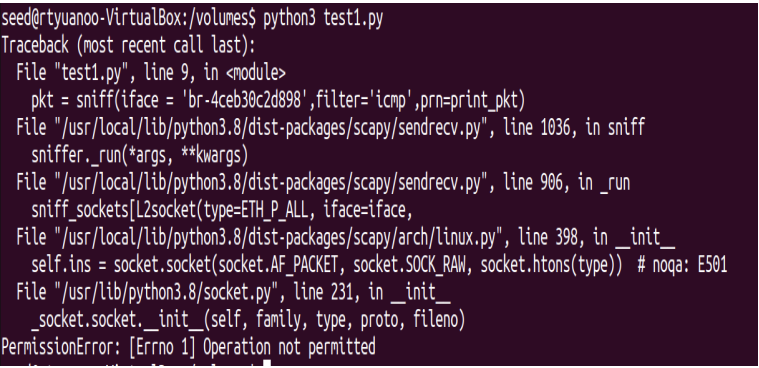 seed@rtyuanoo-VirtualBox:/volumes$ python3 test1.py
Traceback (most recent call last):
  File "test1.py", line 9, in <module>
    pkt = sniff(iface = 'br-4ceb30c2d898',filter='icmp',prn=print_pkt)
  File "/usr/local/lib/python3.8/dist-packages/scapy/sendrecv.py", line 1036, in sniff
    sniffer._run(*args, **kwargs)
  File "/usr/local/lib/python3.8/dist-packages/scapy/sendrecv.py", line 906, in _run
    sniff_sockets[L2socket(type=ETH_P_ALL, iface=iface,
  File "/usr/local/lib/python3.8/dist-packages/scapy/arch/linux.py", line 398, in __init__
    self.ins = socket.socket(socket.AF_PACKET, socket.SOCK_RAW, socket.htons(type))  # noqa: E501
  File "/usr/lib/python3.8/socket.py", line 231, in __init__
    _socket.socket.__init__(self, family, type, proto, fileno)
PermissionError: [Errno 1] Operation not permitted